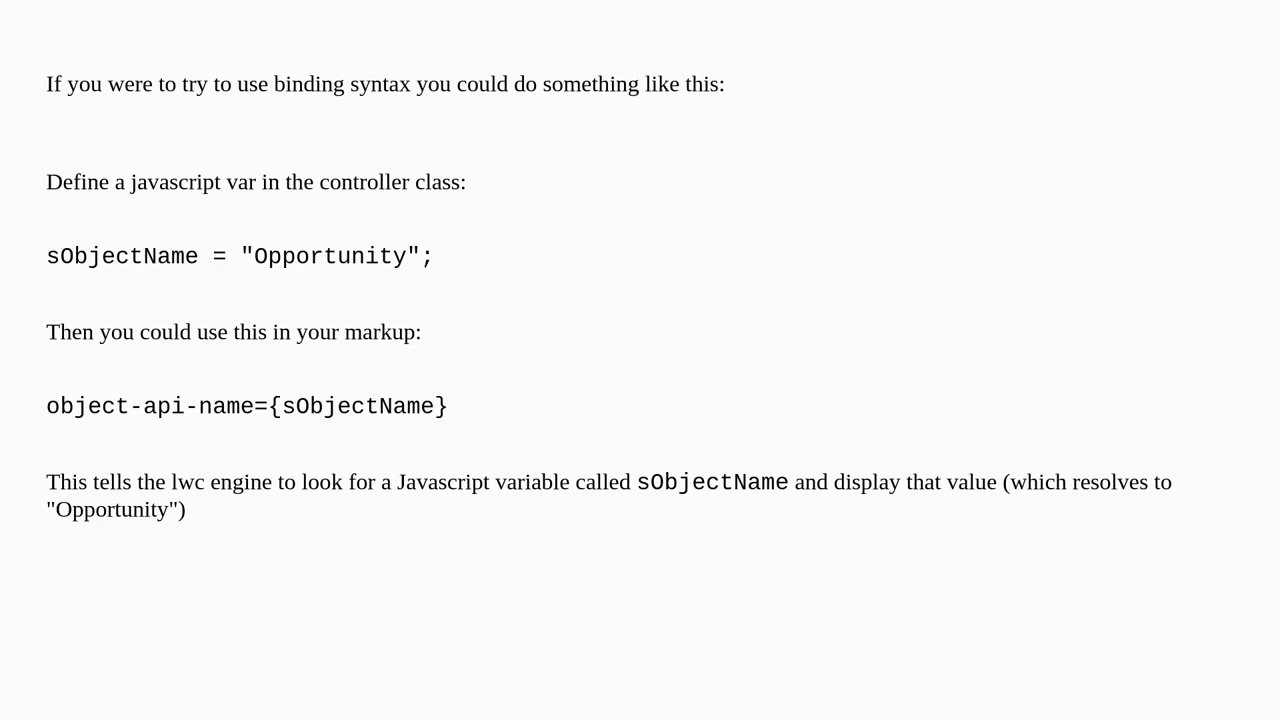 If you were to try to use binding syntax you could do something like this:
Define a javascript var in the controller class:
sObjectName = "Opportunity";
Then you could use this in your markup:
object-api-name={sObjectName}
This tells the lwc engine to look for a Javascript variable called sObjectName and display that value (which resolves to
"Opportunity")